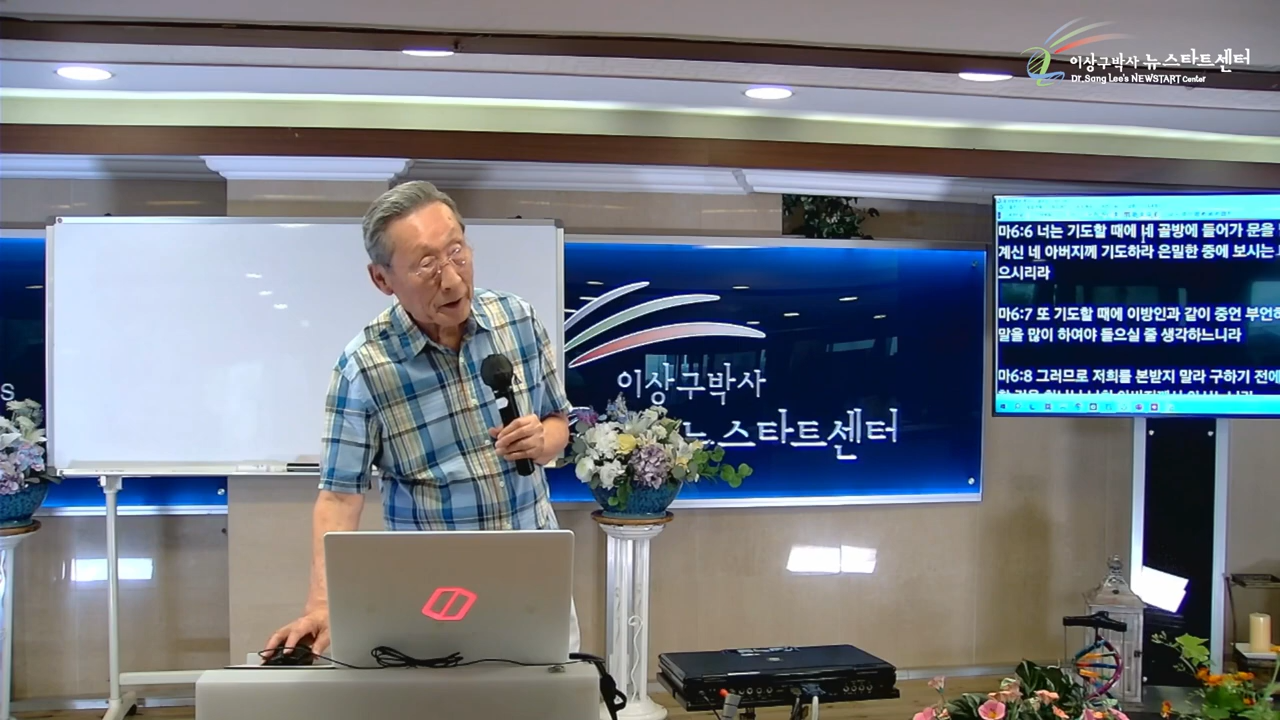 이상구박사 뉴스타트센터
Dr.Sang Lee's NEWSTART Center
마6:6 너는 기도할 때에 네 골방에 들어가 문을
계신 네 아버지께 기도하라 은밀한 중에 보시는
으시리라
마6:7 또 기도할 때에 이방인과 같이 중언 부언하
말을 많이 하여야 들으실 줄 생각하느니라
마6:8 그러므로 저희를 본받지 말라 구하기 전에
이상구박사
뉴스타트센터
S